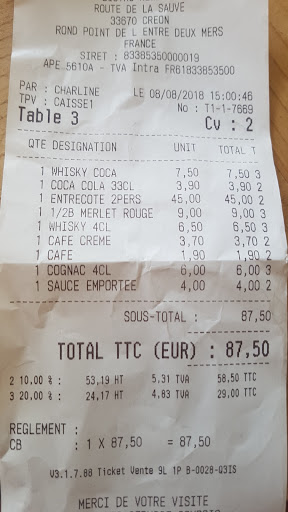 ROUTE DE LA SAUVE
33670 CREON
ROND POINT DE L ENTRE DEUX MERS
FRANCE
SIRET : 83385350000019
APE 5610A - TVA Intra FR61833853500
PAR : CHARLINE LE 08/08/2018 15:00:46
TPV : CAISSE1 No : T1-1-7669
Table 3 Cv : 2
QTE DESIGNATION UNIT TOTAL T
1 WHISKY COCA 7,50 7,50 3
1 COCA COLA 33CL 3,90 3,90 2
1 ENTRECOTE 2PERS 45,00 45,00 2
1 1/2B MERLET ROUGE 9,00 9,00 3
1 WHISKY 4CL 6,50 6,50 3
1 CAFE CREME 3,70 3,70 2
1 CAFE 1,90 1,90 2
1 COGNAC 4CL 6,00 6,00 3
1 SAUCE EMPORTEE 4,00 4,00 2
SOUS-TOTAL : 87,50
TOTAL TTC (EUR) : 87,50
2 10.00 % : 53,19 HT 5,31 TVA 58,50 TTC
3 20.00 % : 24,17 HT 4,83 TVA 29,00 TTC
REGLEMENT :
CB : 1 X 87,50 = 87,50
V3.1.7.88 Ticket Vente 9L 1P B-0028-Q3IS
MERCI DE VOTRE VISITE